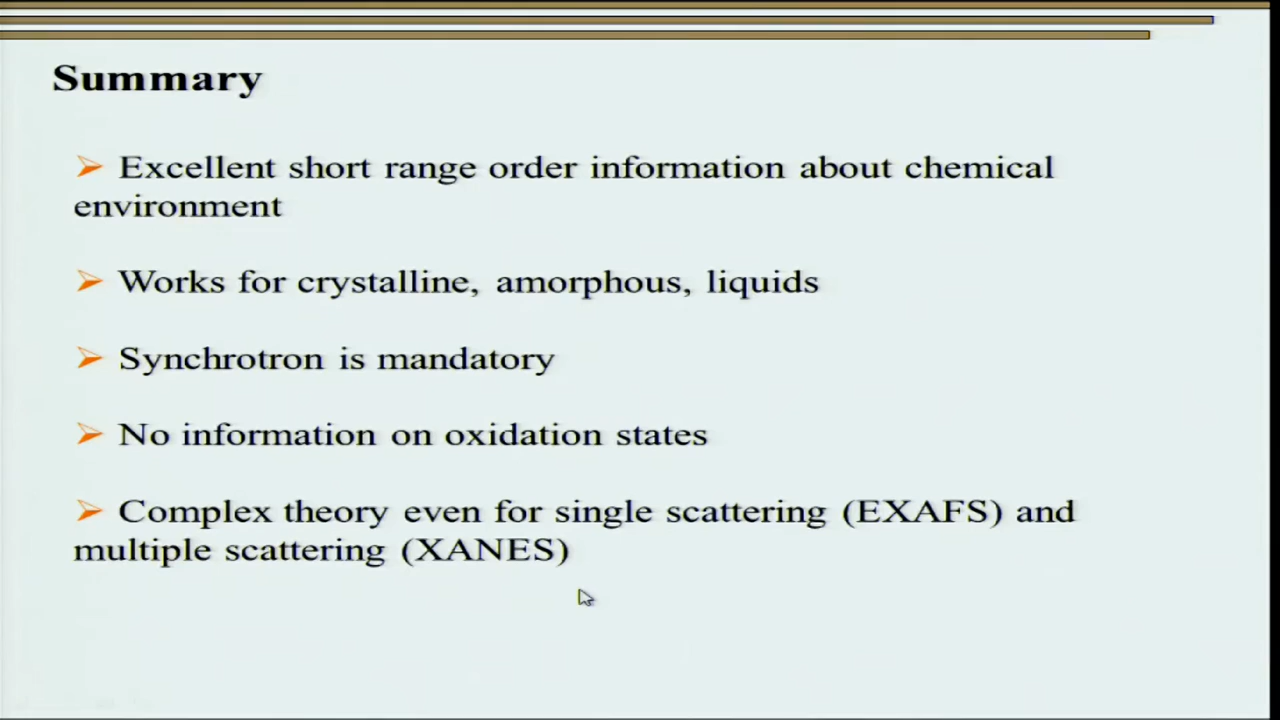 Summary
➢ Excellent short range order information about chemical
environment
➢ Works for crystalline, amorphous, liquids
➢ Synchrotron is mandatory
➢ No information on oxidation states
➢ Complex theory even for single scattering (EXAFS) and
multiple scattering (XANES)